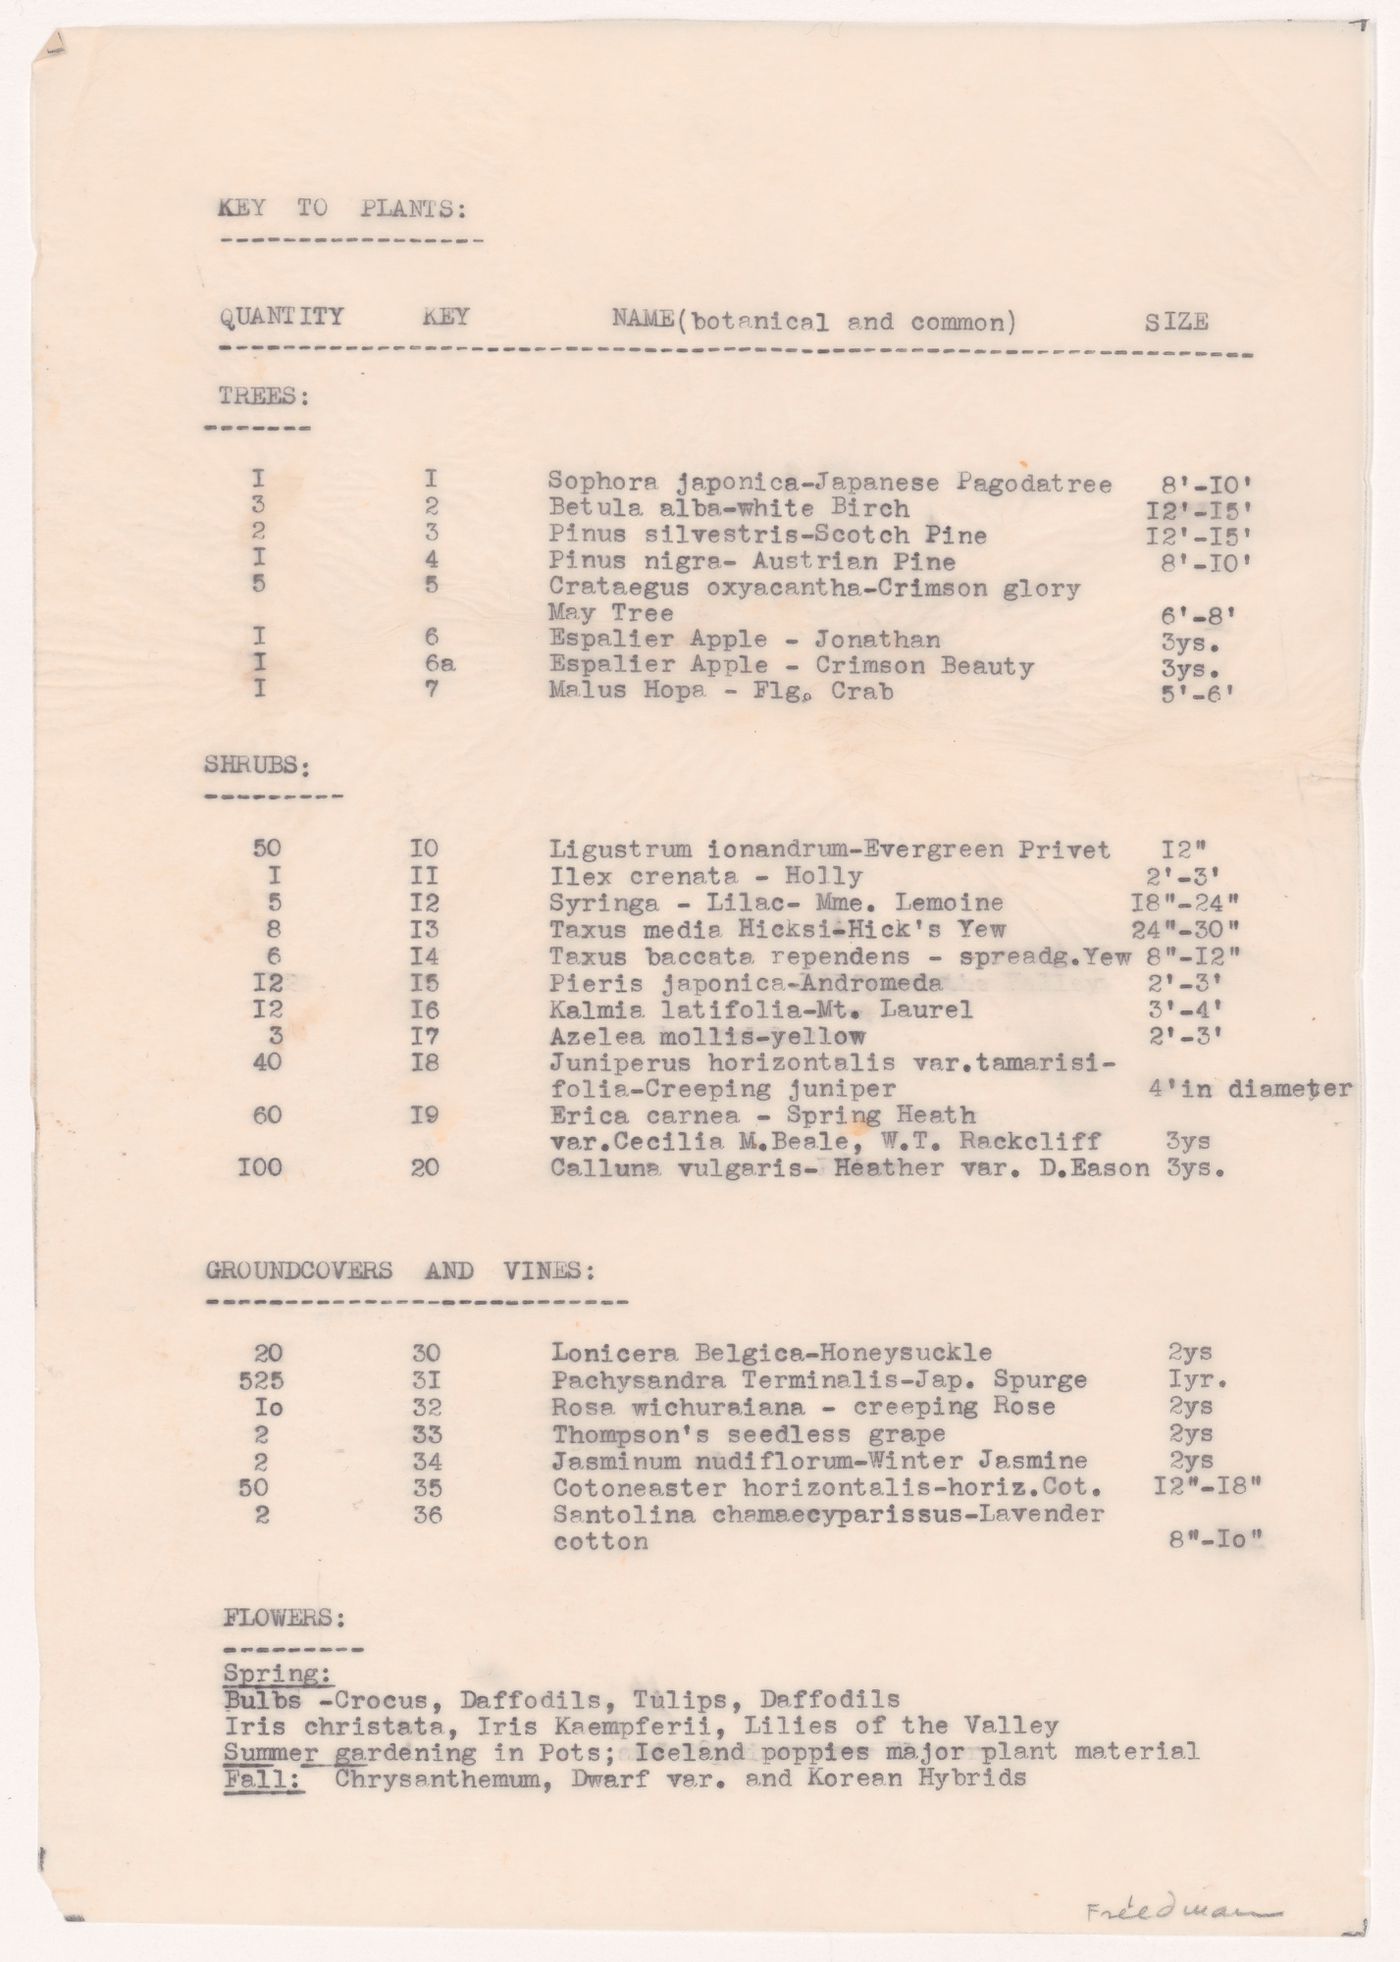 KEY TO PLANTS:
QUANTITY KEY NAME(botanical and common) SIZE
TREES:
I I Sophora japonica-Japanese Pagodatree 8'-IO'
3 2 Betula alba-white Birch I2'-I5'
2 3 Pinus silvestris-Scotch Pine I2'-I5'
I 4 Pinus nigra- Austrian Pine 8'-IO'
5 5 Crataegus oxyacantha-Crimson glory
May Tree 6'-8'
I 6 Espalier Apple - Jonathan 3ys.
I 6a Espalier Apple - Crimson Beauty 3ys.
I 7 Malus Hopa - Flg. Crab 5'-6'
SHRUBS:
50 IO Ligustrum ionandrum-Evergreen Privet I2"
I II Ilex crenata - Holly 2'-3'
5 I2 Syringa - Lilac- Mme. Lemoine I8"-24"
8 I3 Taxus media Hicksi-Hick's Yew 24"-30"
6 I4 Taxus baccata rependens - spreadg.Yew 8"-I2"
I2 I5 Pieris japonica-Andromeda 2'-3'
I2 I6 Kalmia latifolia-Mt. Laurel 3'-4'
3 I7 Azelea mollis-yellow 2'-3'
40 I8 Juniperus horizontalis var.tamarisi-
folia-Creeping juniper 4'in diameter
60 I9 Erica carnea - Spring Heath
var.Cecilia M.Beale, W.T. Rackcliff 3ys
IOO 20 Calluna vulgaris- Heather var. D.Eason 3ys.
GROUNDCOVERS AND VINES:
20 30 Lonicera Belgica-Honeysuckle 2ys
525 3I Pachysandra Terminalis-Jap. Spurge Iyr.
Io 32 Rosa wichuraiana - creeping Rose 2ys
2 33 Thompson's seedless grape 2ys
2 34 Jasminum nudiflorum-Winter Jasmine 2ys
50 35 Cotoneaster horizontalis-horiz.Cot. I2"-I8"
2 36 Santolina chamaecyparissus-Lavender
cotton 8"-Io"
FLOWERS:
Spring:
Bulbs -Crocus, Daffodils, Tulips, Daffodils
Iris christata, Iris Kaempferii, Lilies of the Valley
Summer gardening in Pots; Iceland poppies major plant material
Fall: Chrysanthemum, Dwarf var. and Korean Hybrids
Freedman